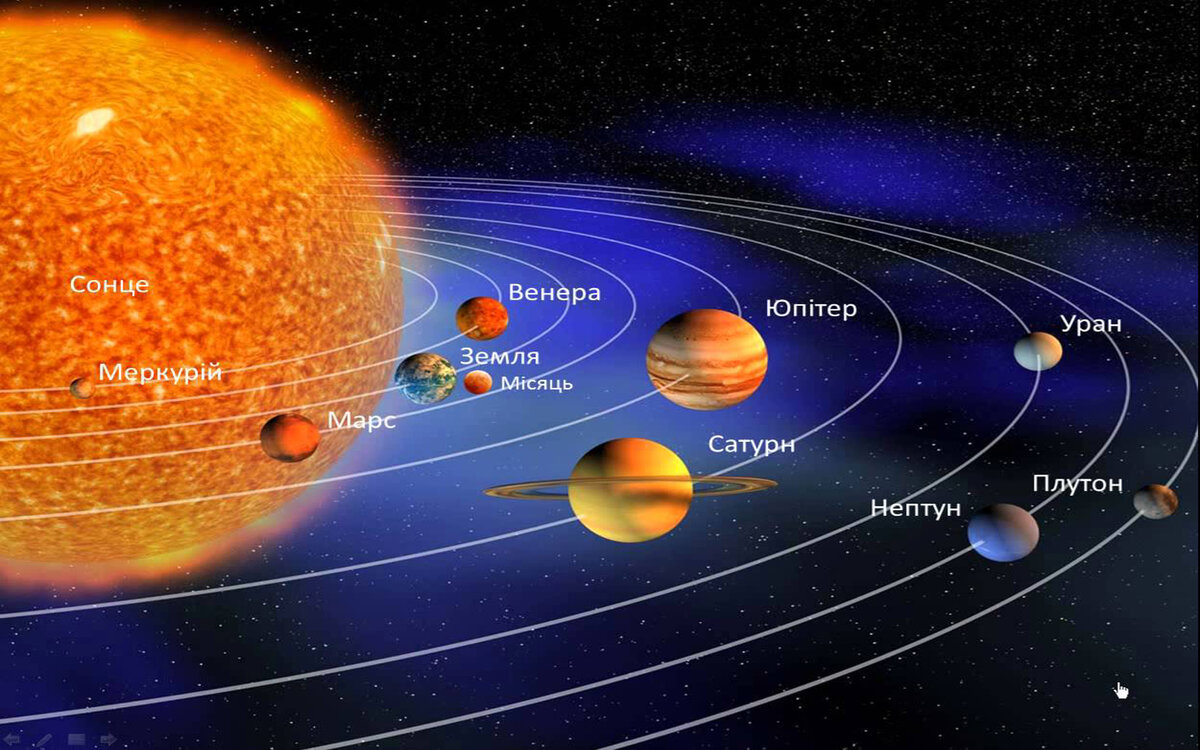 Сонце
Меркурій
Венера
Земля
Місяць
Марс
Юпітер
Сатурн
Уран
Нептун
Плутон